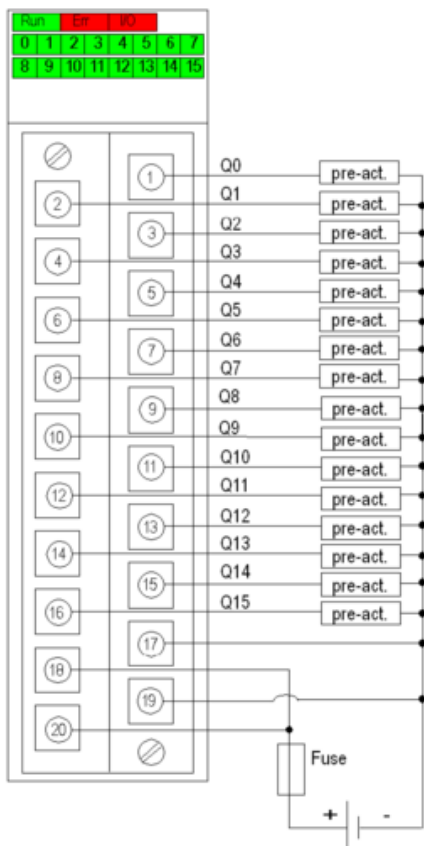 Run Err I/O
0 1 2 3 4 5 6 7
8 9 10 11 12 13 14 15
1 Q0 pre-act.
2 Q1 pre-act.
3 Q2 pre-act.
4 Q3 pre-act.
5 Q4 pre-act.
6 Q5 pre-act.
7 Q6 pre-act.
8 Q7 pre-act.
9 Q8 pre-act.
10 Q9 pre-act.
11 Q10 pre-act.
12 Q11 pre-act.
13 Q12 pre-act.
14 Q13 pre-act.
15 Q14 pre-act.
16 Q15 pre-act.
17
18
19
20
Fuse
+ -